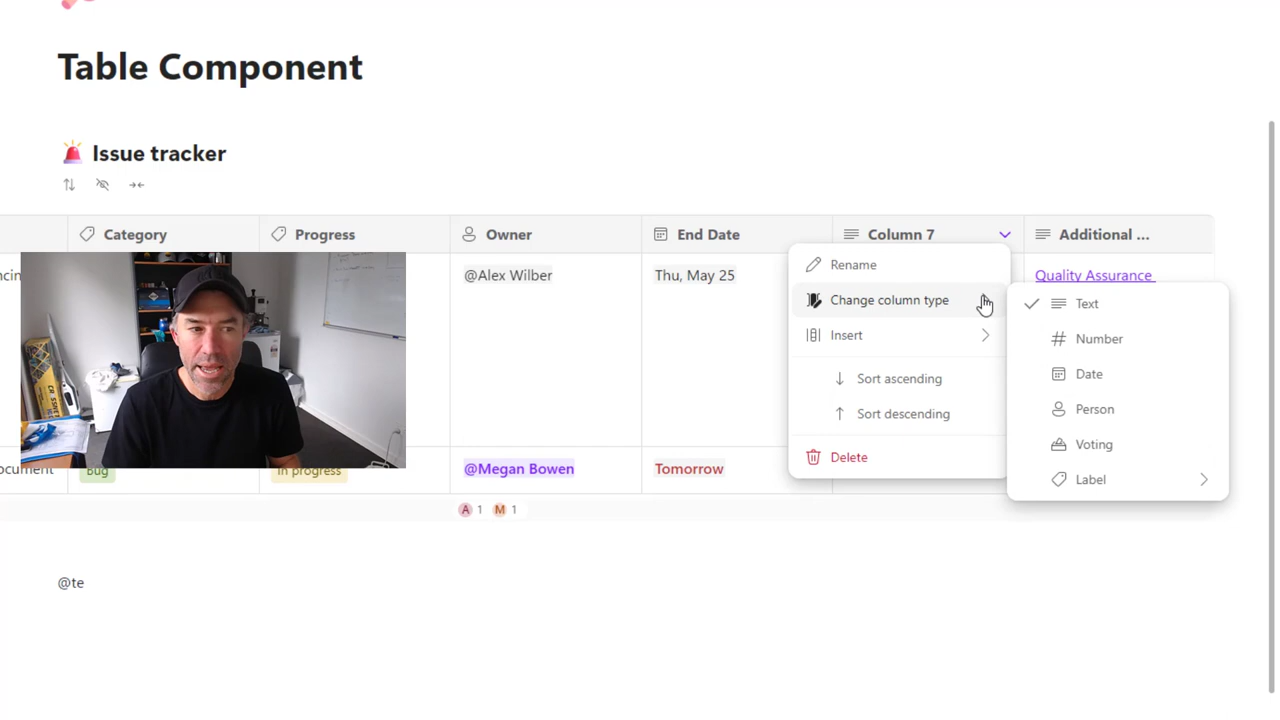 Table Component
Issue tracker
Category Progress Owner End Date Column 7 Additional ...
@Alex Wilber Thu, May 25 Quality Assurance
Rename
Change column type
Insert
Sort ascending
Sort descending
Delete
Text
Number
Date
Person
Voting
Label
Bug In progress @Megan Bowen Tomorrow
A 1 M 1
@te